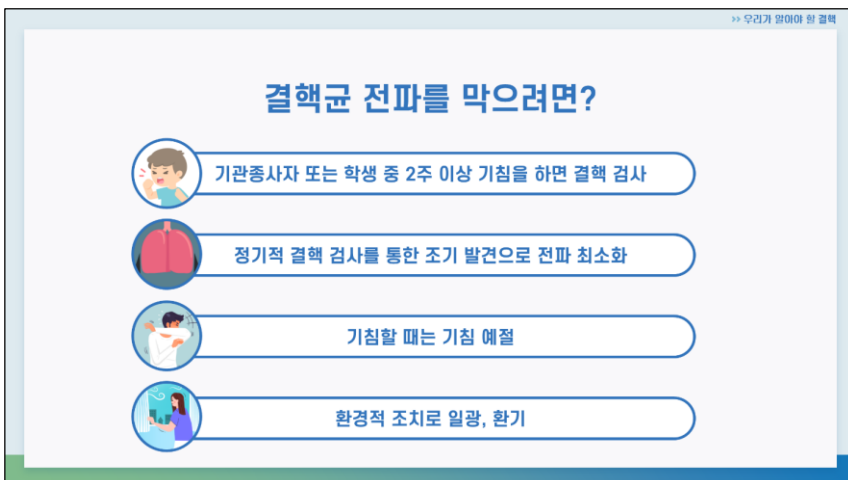 >> 우리가 알아야 할 결핵
결핵균 전파를 막으려면?
기관종사자 또는 학생 중 2주 이상 기침을 하면 결핵 검사
정기적 결핵 검사를 통한 조기 발견으로 전파 최소화
기침할 때는 기침 예절
환경적 조치로 일광, 환기